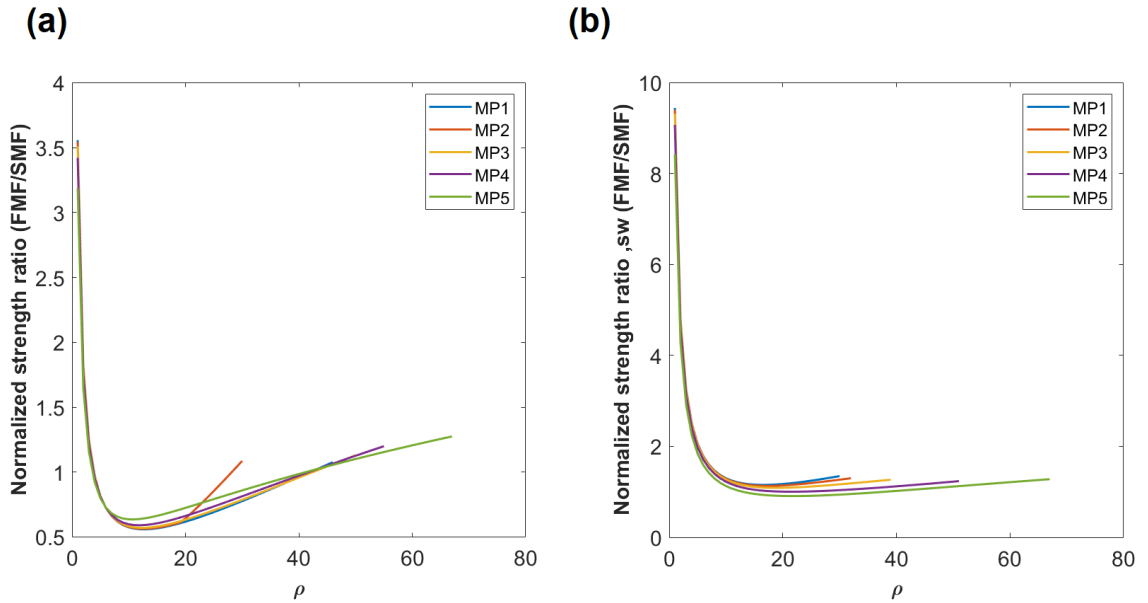 (a)
Normalized strength ratio (FMF/SMF)
4
3.5
3
2.5
2
1.5
1
0.5
0
20
40
60
80
ρ
MP1
MP2
MP3
MP4
MP5
(b)
Normalized strength ratio ,sw (FMF/SMF)
10
8
6
4
2
0
0
20
40
60
80
ρ
MP1
MP2
MP3
MP4
MP5